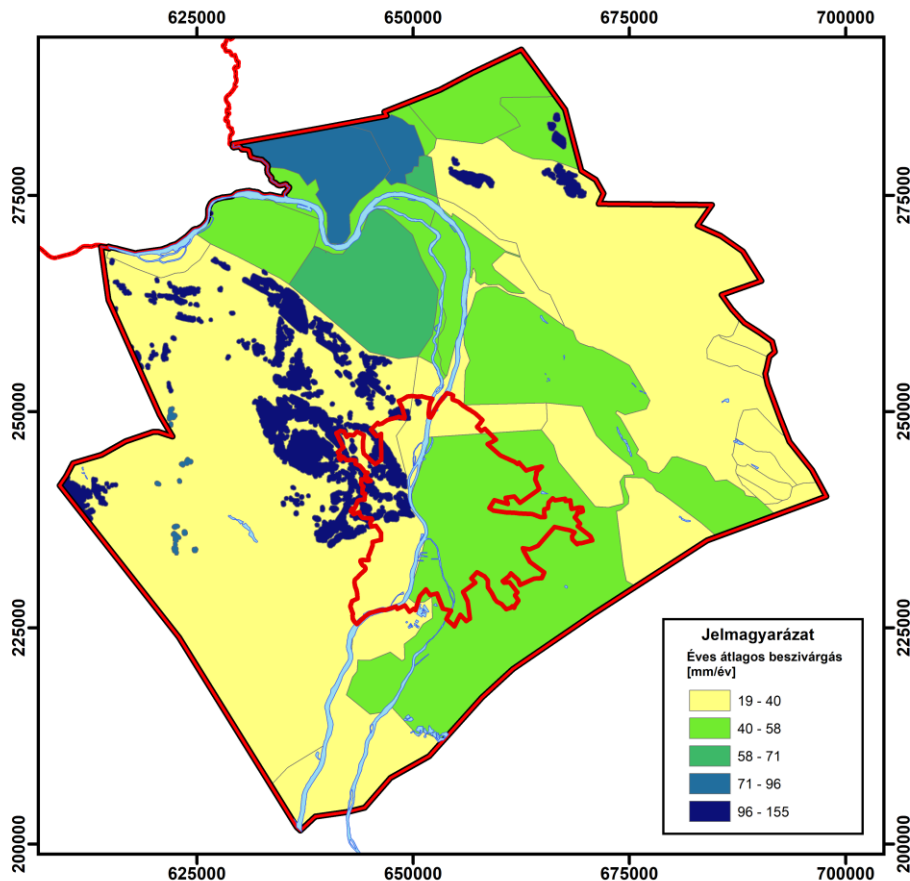 625000 650000 675000 700000
275000 275000
250000 250000
225000 225000
200000 200000
625000 650000 675000 700000
Jelmagyarázat
Éves átlagos beszivárgás
[mm/év]
19 - 40
40 - 58
58 - 71
71 - 96
96 - 155